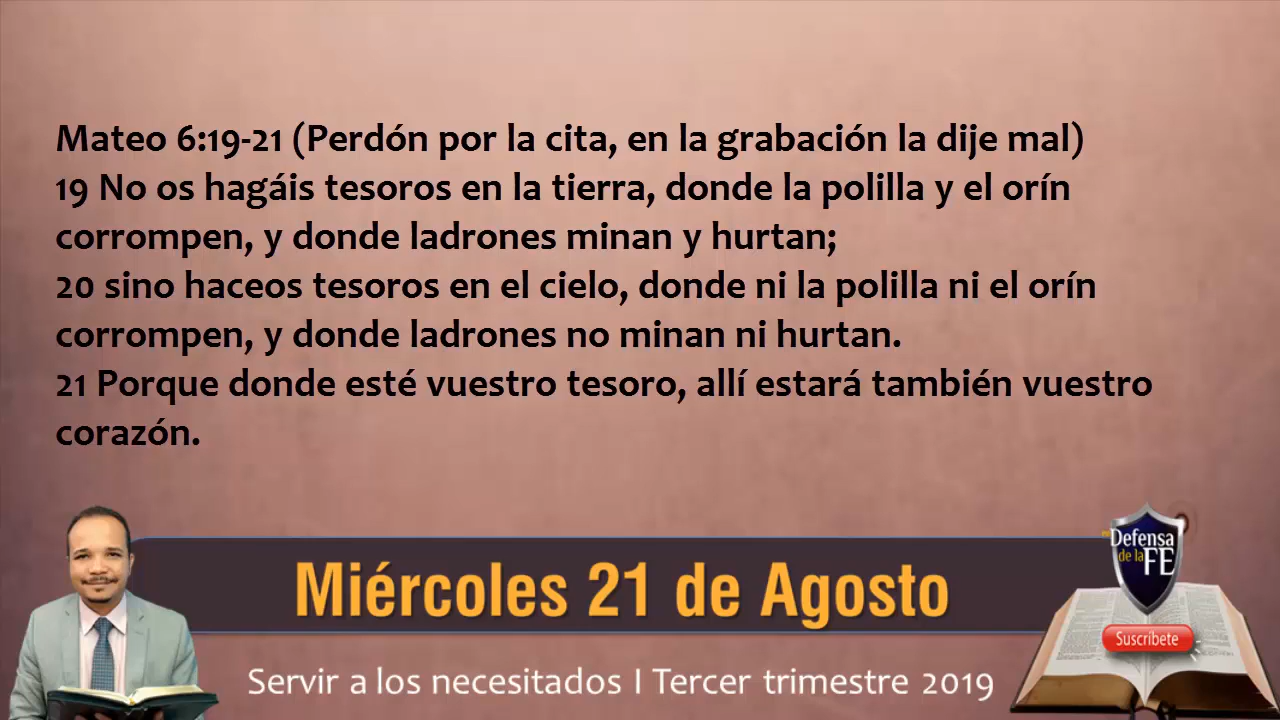 Mateo 6:19-21 (Perdón por la cita, en la grabación la dije mal)
19 No os hagáis tesoros en la tierra, donde la polilla y el orín
corrompen, y donde ladrones minan y hurtan;
20 sino haceos tesoros en el cielo, donde ni la polilla ni el orín
corrompen, y donde ladrones no minan ni hurtan.
21 Porque donde esté vuestro tesoro, allí estará también vuestro
corazón.
Defensa
de la FE
Miércoles 21 de Agosto
Suscríbete
Servir a los necesitados I Tercer trimestre 2019